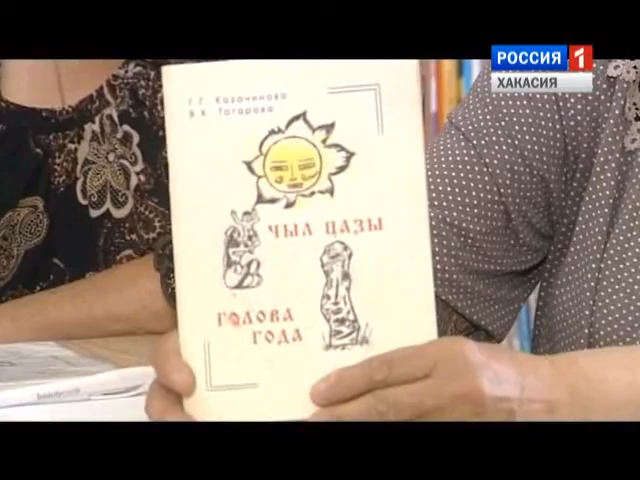 РОССИЯ 1
ХАКАСИЯ
Г.Г. Казачинова
В.К. Татарова
ЧЫЛ ПАЗЫ
ГОЛОВА
ГОДА